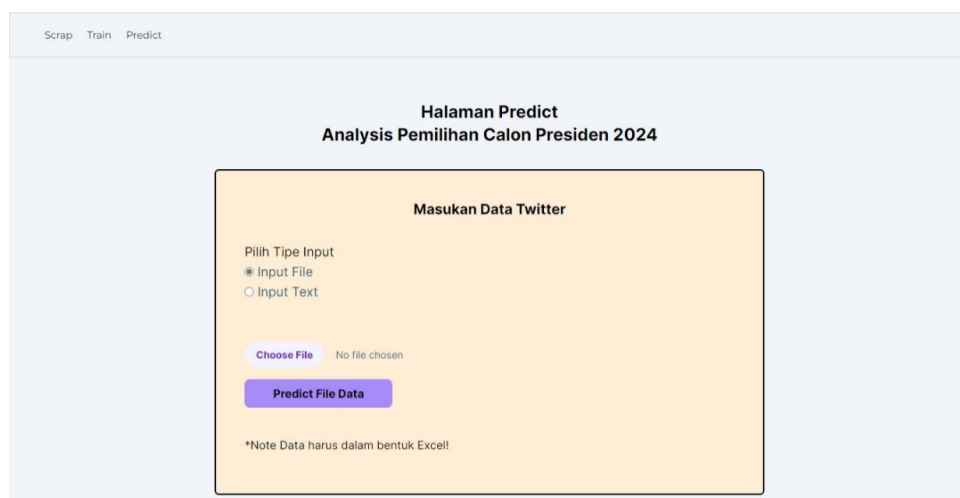 Scrap Train Predict
Halaman Predict
Analysis Pemilihan Calon Presiden 2024
Masukan Data Twitter
Pilih Tipe Input
Input File
Input Text
Choose File No file chosen
Predict File Data
*Note Data harus dalam bentuk Excel!